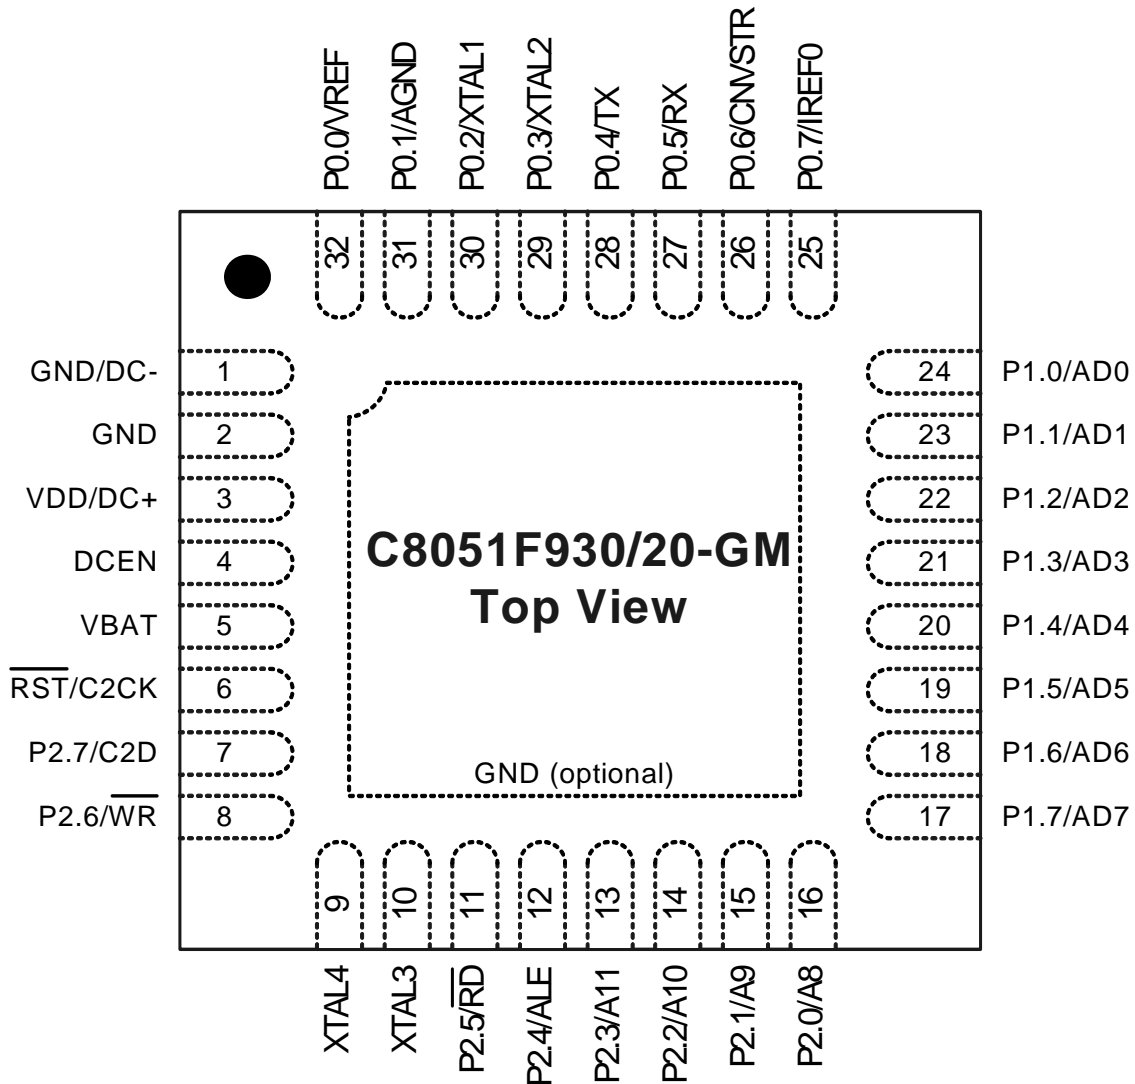 P0.0/VREF
P0.1/AGND
P0.2/XTAL1
P0.3/XTAL2
P0.4/TX
P0.5/RX
P0.6/CNVSTR
P0.7/IREF0
32
31
30
29
28
27
26
25
GND/DC- 1
GND 2
VDD/DC+ 3
DCEN 4
VBAT 5
RST/C2CK 6
P2.7/C2D 7
P2.6/WR 8
24 P1.0/AD0
23 P1.1/AD1
22 P1.2/AD2
21 P1.3/AD3
20 P1.4/AD4
19 P1.5/AD5
18 P1.6/AD6
17 P1.7/AD7
C8051F930/20-GM
Top View
GND (optional)
9
10
11
12
13
14
15
16
XTAL4
XTAL3
P2.5/RD
P2.4/ALE
P2.3/A11
P2.2/A10
P2.1/A9
P2.0/A8